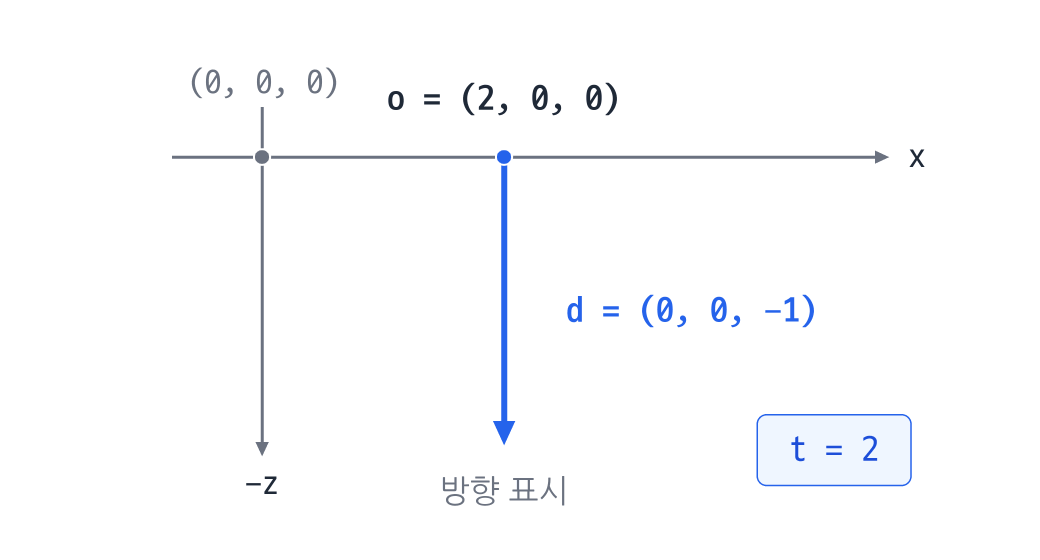 (0, 0, 0)
o = (2, 0, 0)
x
d = (0, 0, −1)
t = 2
−z
방향 표시